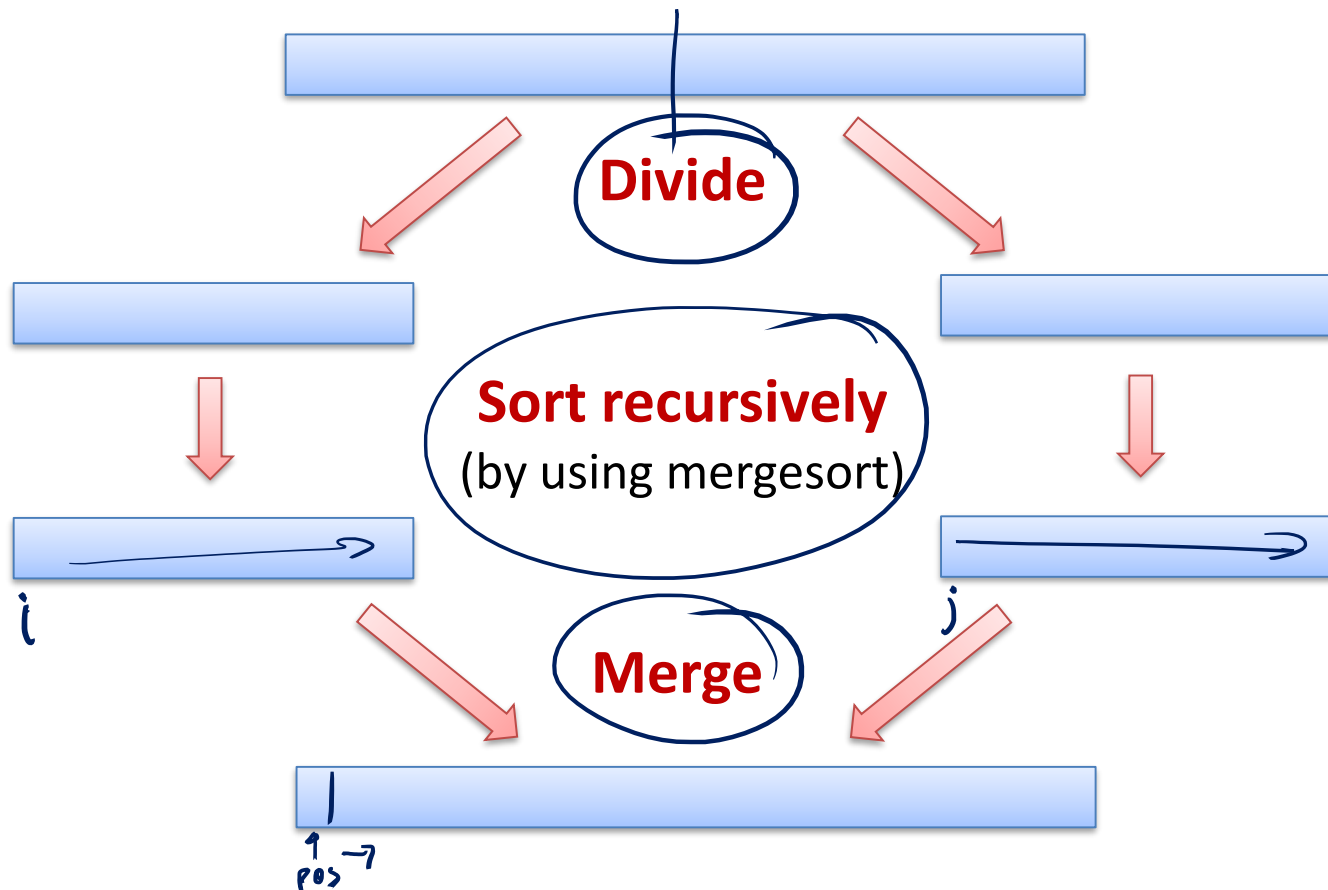 Divide
Sort recursively
(by using mergesort)
i
j
Merge
pos